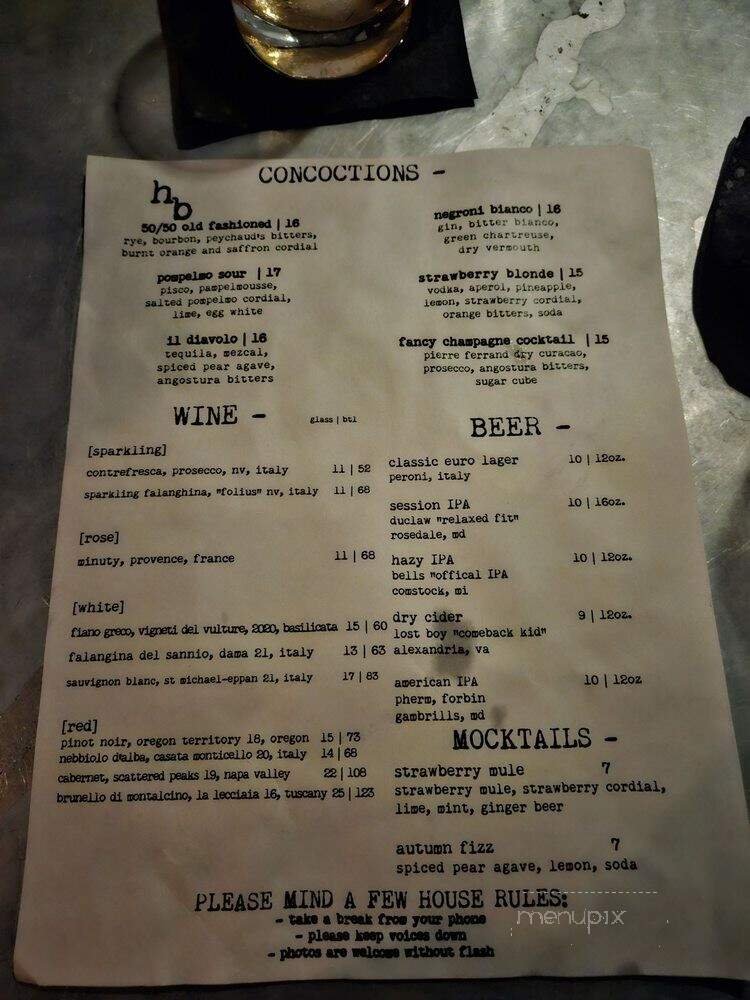 CONCOCTIONS -
hb
50/50 old fashioned | 16
rye, bourbon, peychaud's bitters,
burnt orange and saffron cordial
pompelmo sour | 17
pisco, pampelmousse,
salted pompelmo cordial,
lime, egg white
il diavolo | 16
tequila, mezcal,
spiced pear agave,
angostura bitters
negroni bianco | 16
gin, bitter bianco,
green chartreuse,
dry vermouth
strawberry blonde | 15
vodka, aperol, pineapple,
lemon, strawberry cordial,
orange bitters, soda
fancy champagne cocktail | 15
pierre ferrand dry curacao,
prosecco, angostura bitters,
sugar cube
WINE - glass | btl
[sparkling]
contrefresca, prosecco, nv, italy 11 | 52
sparkling falanghina, "folius" nv, italy 11 | 68
[rose]
minuty, provence, france 11 | 68
[white]
fiano greco, vigneti del vulture, 2020, basilicata 15 | 60
falangina del sannio, dama 21, italy 13 | 63
sauvignon blanc, st michael-eppan 21, italy 17 | 83
[red]
pinot noir, oregon territory 18, oregon 15 | 73
nebbiolo d'alba, casata monticello 20, italy 14 | 68
cabernet, scattered peaks 19, napa valley 22 | 108
brunello di montalcino, la lecciaia 16, tuscany 25 | 123
BEER -
classic euro lager 10 | 12oz.
peroni, italy
session IPA 10 | 16oz.
duclaw "relaxed fit"
rosedale, md
hazy IPA 10 | 12oz.
bells "offical IPA
comstock, mi
dry cider 9 | 12oz.
lost boy "comeback kid"
alexandria, va
american IPA 10 | 12oz
pherm, forbin
gambrills, md
MOCKTAILS -
strawberry mule 7
strawberry mule, strawberry cordial,
lime, mint, ginger beer
autumn fizz 7
spiced pear agave, lemon, soda
PLEASE MIND A FEW HOUSE RULES:
- take a break from your phone
- please keep voices down
- photos are welcome without flash
menupix